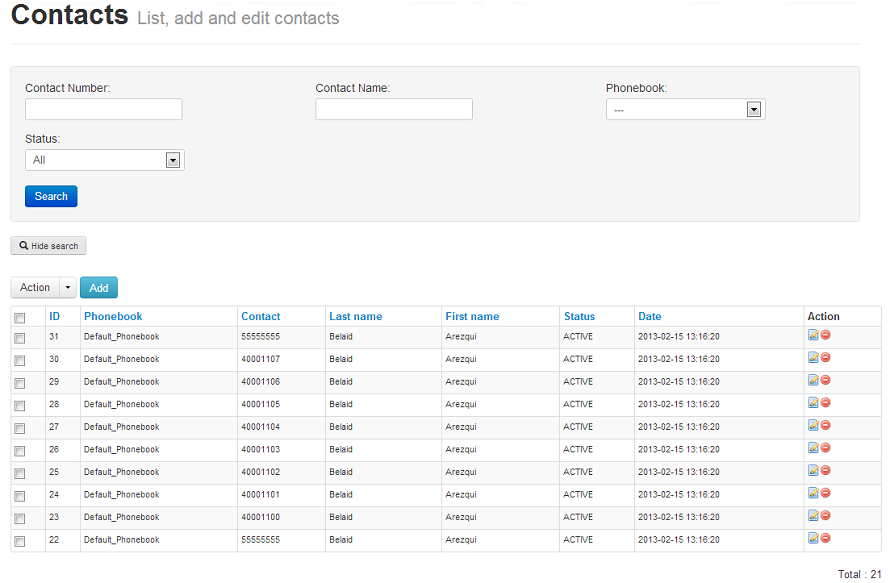 Contacts List, add and edit contacts
Contact Number: Contact Name: Phonebook:
---
Status:
All
Search
Hide search
Action Add
ID Phonebook Contact Last name First name Status Date Action
31 Default_Phonebook 55555555 Belaid Arezqui ACTIVE 2013-02-15 13:16:20
30 Default_Phonebook 40001107 Belaid Arezqui ACTIVE 2013-02-15 13:16:20
29 Default_Phonebook 40001106 Belaid Arezqui ACTIVE 2013-02-15 13:16:20
28 Default_Phonebook 40001105 Belaid Arezqui ACTIVE 2013-02-15 13:16:20
27 Default_Phonebook 40001104 Belaid Arezqui ACTIVE 2013-02-15 13:16:20
26 Default_Phonebook 40001103 Belaid Arezqui ACTIVE 2013-02-15 13:16:20
25 Default_Phonebook 40001102 Belaid Arezqui ACTIVE 2013-02-15 13:16:20
24 Default_Phonebook 40001101 Belaid Arezqui ACTIVE 2013-02-15 13:16:20
23 Default_Phonebook 40001100 Belaid Arezqui ACTIVE 2013-02-15 13:16:20
22 Default_Phonebook 55555555 Belaid Arezqui ACTIVE 2013-02-15 13:16:20
Total : 21